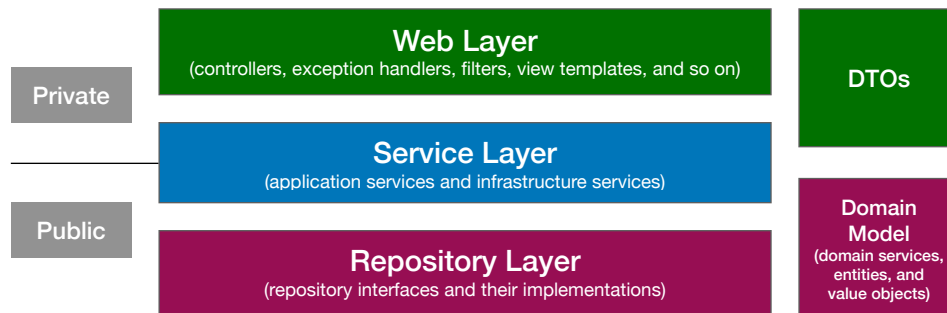 Web Layer
(controllers, exception handlers, filters, view templates, and so on)
DTOs
Private
Service Layer
(application services and infrastructure services)
Public
Repository Layer
(repository interfaces and their implementations)
Domain
Model
(domain services,
entities, and
value objects)